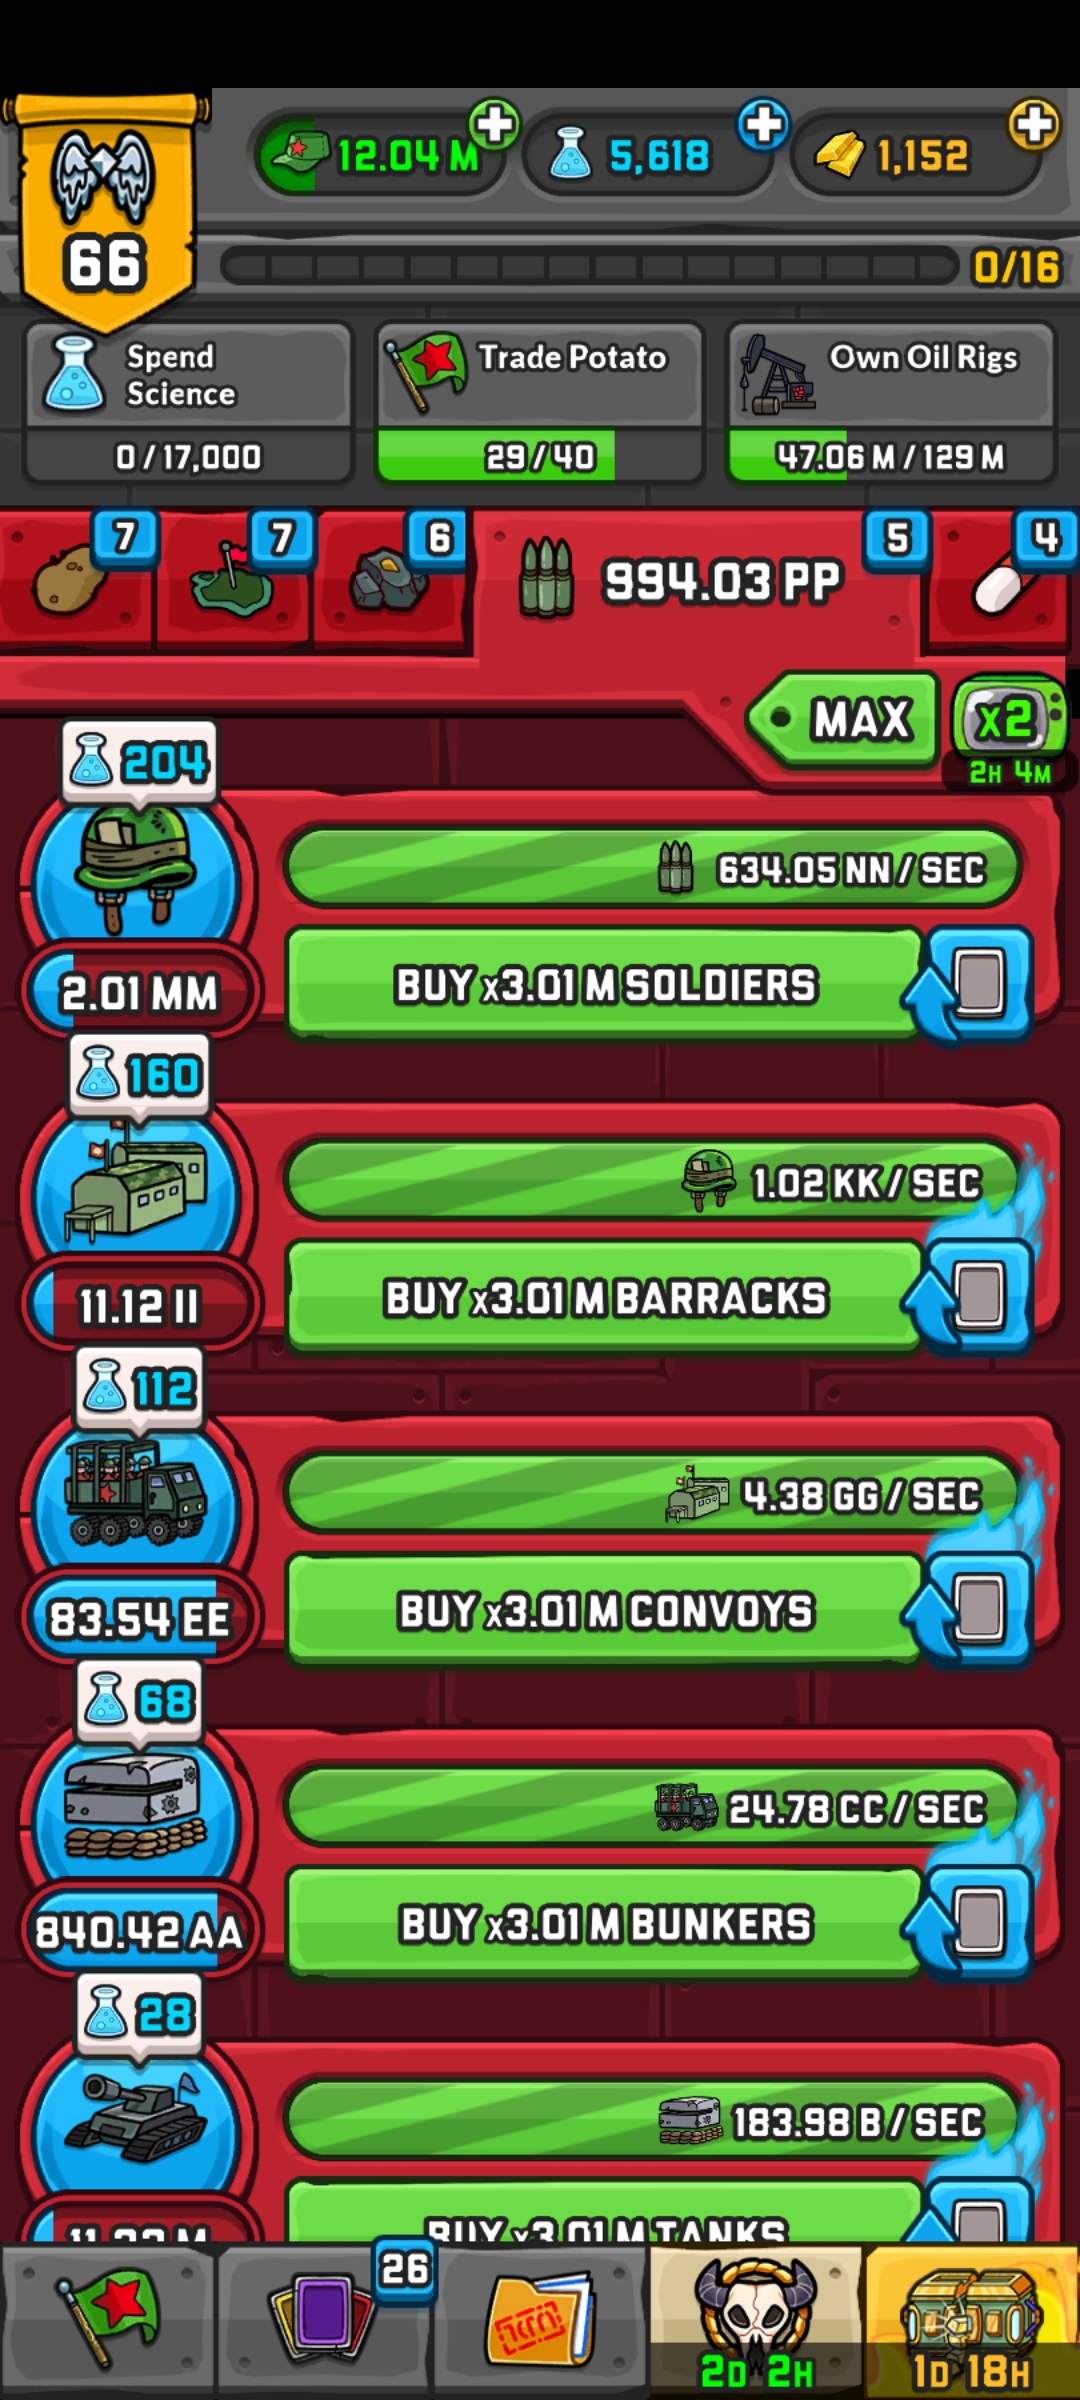 12.04 M
5,618
1,152
66
0/16
Spend
Science
0 / 17,000
Trade Potato
29 / 40
Own Oil Rigs
47.06 M / 129 M
7
7
6
994.03 PP
5
4
MAX
x2
2H 4M
204
634.05 NN / SEC
2.01 MM
BUY x3.01 M SOLDIERS
160
1.02 KK / SEC
11.12 II
BUY x3.01 M BARRACKS
112
4.38 GG / SEC
83.54 EE
BUY x3.01 M CONVOYS
68
24.78 CC / SEC
840.42 AA
BUY x3.01 M BUNKERS
28
183.98 B / SEC
BUY x3.01 M TANKS
26
2D 2H
1D 18H